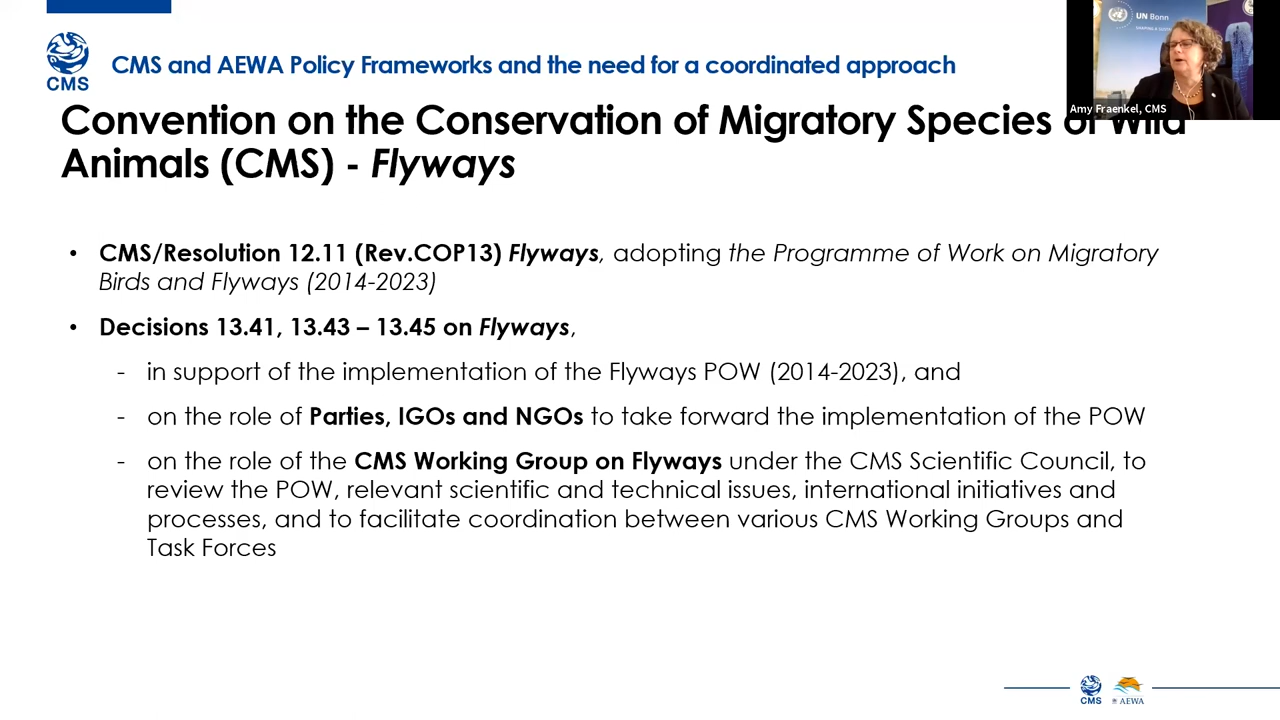 CMS
CMS and AEWA Policy Frameworks and the need for a coordinated approach
UN Bonn
Amy Fraenkel, CMS
Convention on the Conservation of Migratory Species of Wild
Animals (CMS) - Flyways
• CMS/Resolution 12.11 (Rev.COP13) Flyways, adopting the Programme of Work on Migratory
Birds and Flyways (2014-2023)
• Decisions 13.41, 13.43 – 13.45 on Flyways,
- in support of the implementation of the Flyways POW (2014-2023), and
- on the role of Parties, IGOs and NGOs to take forward the implementation of the POW
- on the role of the CMS Working Group on Flyways under the CMS Scientific Council, to
review the POW, relevant scientific and technical issues, international initiatives and
processes, and to facilitate coordination between various CMS Working Groups and
Task Forces
CMS
AEWA